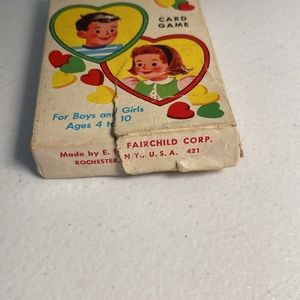 CARD
GAME
For Boys and Girls
Ages 4 to 10
Made by E. FAIRCHILD CORP.
ROCHESTER, N.Y., U. S. A. 421